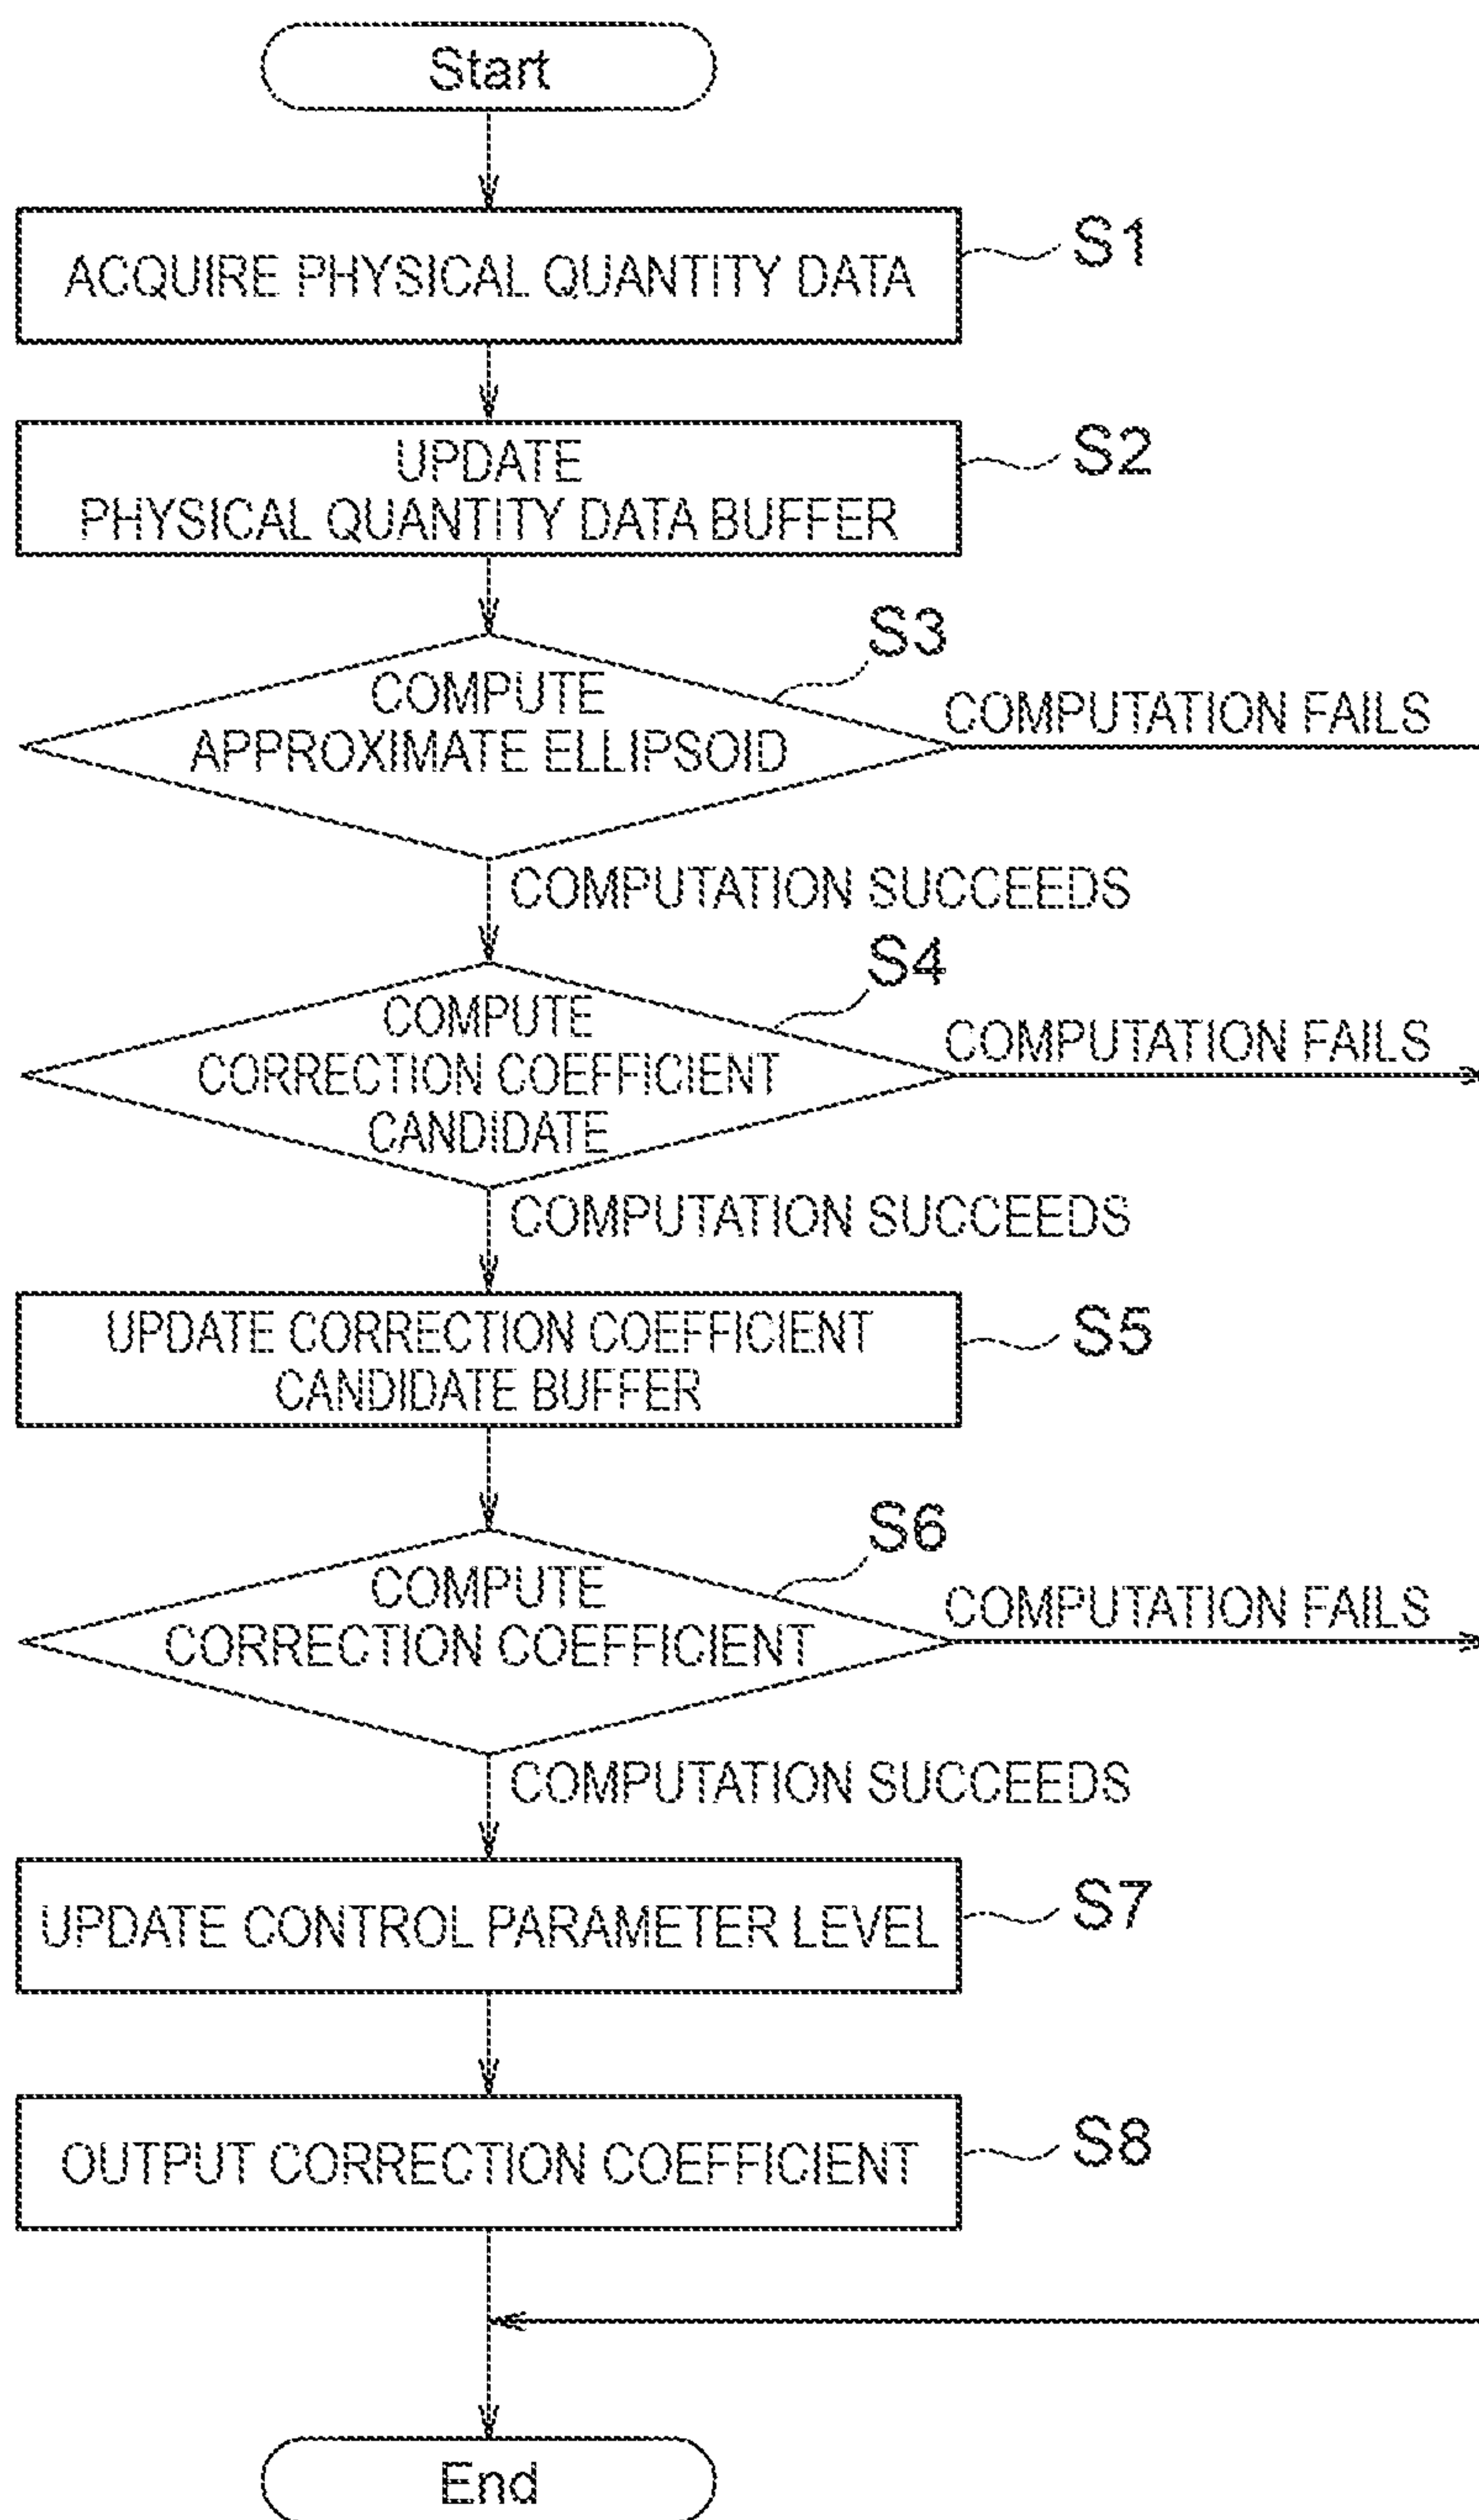 Start
ACQUIRE PHYSICAL QUANTITY DATA
S1
UPDATE
PHYSICAL QUANTITY DATA BUFFER
S2
S3
COMPUTE
APPROXIMATE ELLIPSOID
COMPUTATION FAILS
COMPUTATION SUCCEEDS
S4
COMPUTE
CORRECTION COEFFICIENT
CANDIDATE
COMPUTATION FAILS
COMPUTATION SUCCEEDS
UPDATE CORRECTION COEFFICIENT
CANDIDATE BUFFER
S5
S6
COMPUTE
CORRECTION COEFFICIENT
COMPUTATION FAILS
COMPUTATION SUCCEEDS
UPDATE CONTROL PARAMETER LEVEL
S7
OUTPUT CORRECTION COEFFICIENT
S8
End